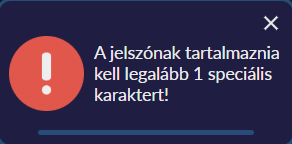 A jelszónak tartalmaznia
kell legalább 1 speciális
karaktert!